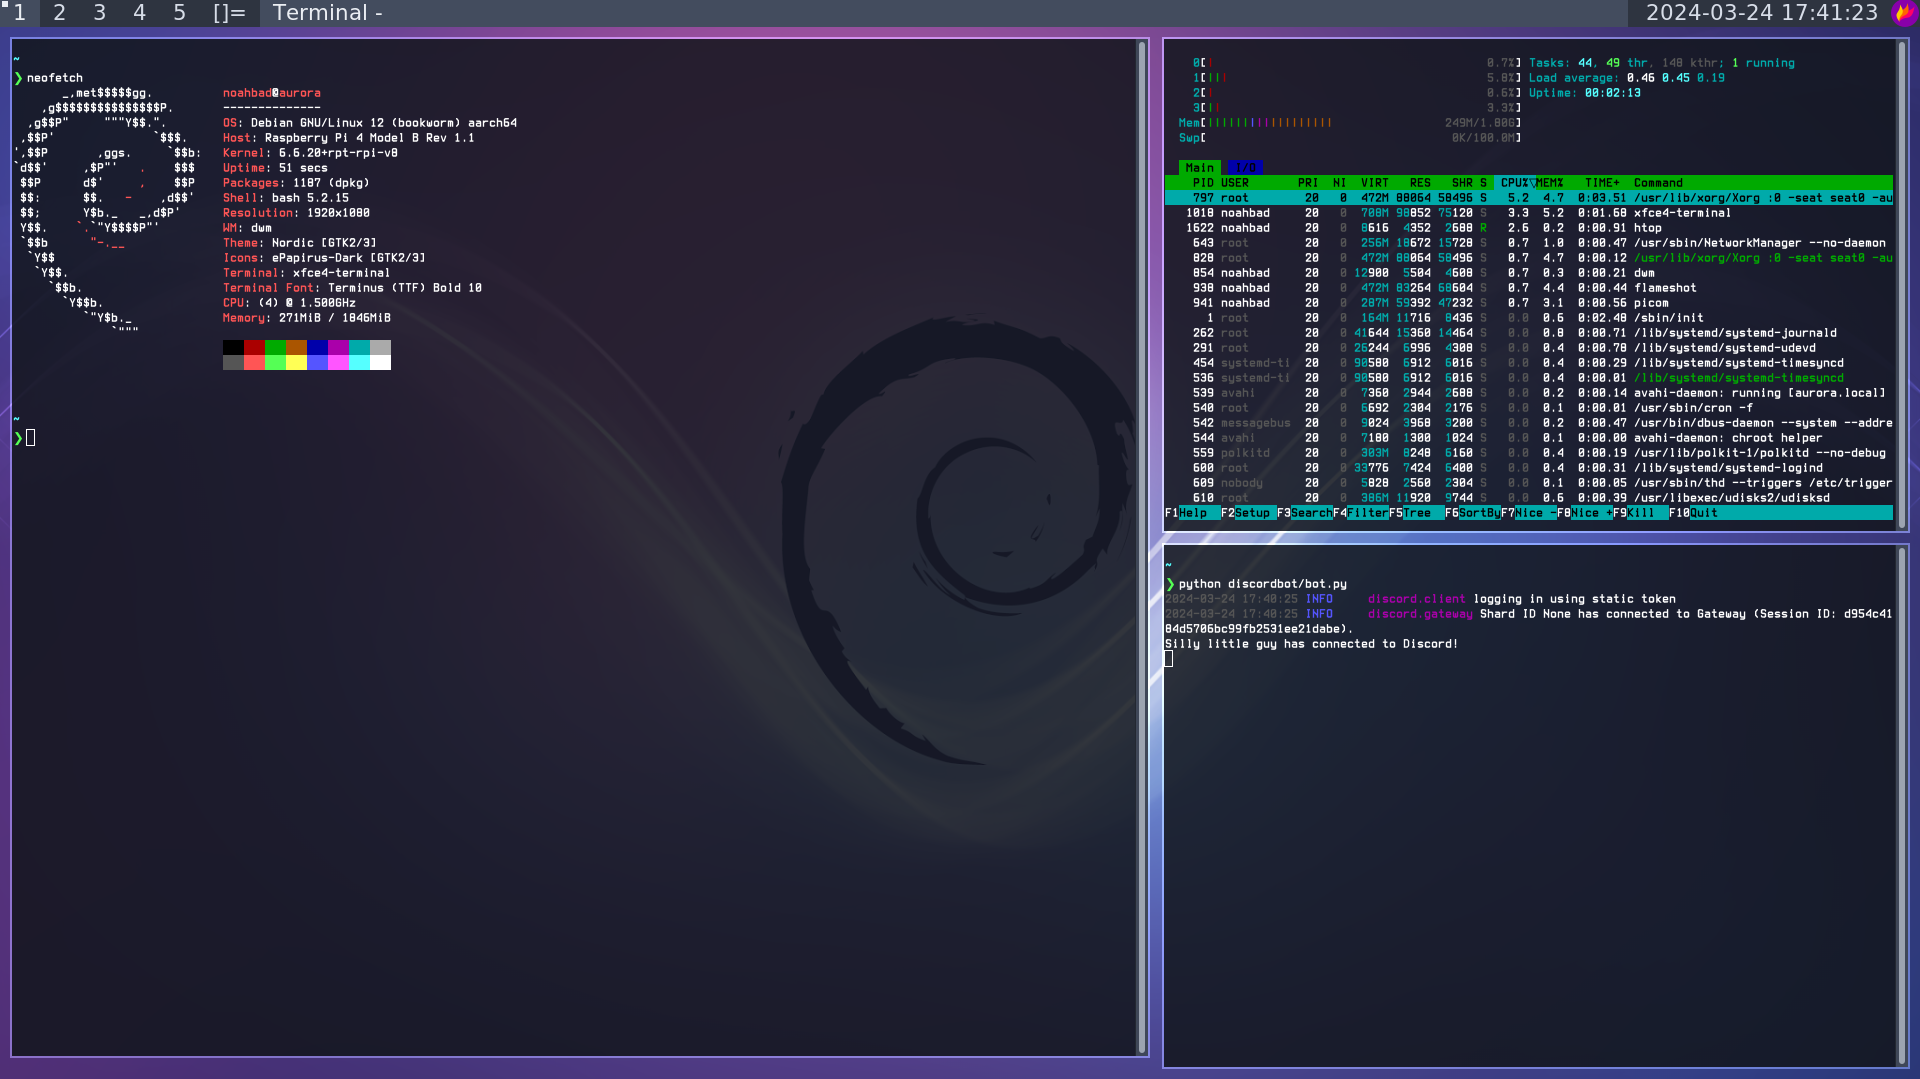 1 2 3 4 5 []= Terminal - 2024-03-24 17:41:23
~
❯ neofetch
_,met$$$$$gg.
,g$$$$$$$$$$$$$$$P.
,g$$P" """Y$$.".
,$$P' `$$$.
',$$P ,ggs. `$$b:
`d$$' ,$P"' . $$$
$$P d$' , $$P
$$: $$. - ,d$$'
$$; Y$b._ _,d$P'
Y$$. `.`"Y$$$$P"'
`$$b "-.__
`Y$$
`Y$$.
`$$b.
`Y$$b.
`"Y$b._
`"""
noahbad@aurora
--------------
OS: Debian GNU/Linux 12 (bookworm) aarch64
Host: Raspberry Pi 4 Model B Rev 1.1
Kernel: 6.6.20+rpt-rpi-v8
Uptime: 51 secs
Packages: 1187 (dpkg)
Shell: bash 5.2.15
Resolution: 1920x1080
WM: dwm
Theme: Nordic [GTK2/3]
Icons: ePapirus-Dark [GTK2/3]
Terminal: xfce4-terminal
Terminal Font: Terminus (TTF) Bold 10
CPU: (4) @ 1.500GHz
Memory: 271MiB / 1846MiB
~
❯
0[| 0.7%] Tasks: 44, 49 thr, 148 kthr; 1 running
1[||| 5.8%] Load average: 0.46 0.45 0.19
2[| 0.6%] Uptime: 00:02:13
3[|| 3.3%]
Mem[|||||||||||||||||| 249M/1.80G]
Swp[ 0K/100.0M]
Main I/O
PID USER PRI NI VIRT RES SHR S CPU%▽MEM% TIME+ Command
797 root 20 0 472M 88064 58496 S 5.2 4.7 0:03.51 /usr/lib/xorg/Xorg :0 -seat seat0 -au
1018 noahbad 20 0 708M 98852 75120 S 3.3 5.2 0:01.68 xfce4-terminal
1622 noahbad 20 0 8616 4352 2688 R 2.6 0.2 0:00.91 htop
643 root 20 0 256M 18672 15728 S 0.7 1.0 0:00.47 /usr/sbin/NetworkManager --no-daemon
828 root 20 0 472M 88064 58496 S 0.7 4.7 0:00.12 /usr/lib/xorg/Xorg :0 -seat seat0 -au
854 noahbad 20 0 12900 5504 4608 S 0.7 0.3 0:00.21 dwm
938 noahbad 20 0 472M 83264 68604 S 0.7 4.4 0:00.44 flameshot
941 noahbad 20 0 287M 59392 47232 S 0.7 3.1 0:00.56 picom
1 root 20 0 164M 11716 8436 S 0.0 0.6 0:02.48 /sbin/init
262 root 20 0 41644 15360 14464 S 0.0 0.8 0:00.71 /lib/systemd/systemd-journald
291 root 20 0 26244 6996 4308 S 0.0 0.4 0:00.78 /lib/systemd/systemd-udevd
454 systemd-ti 20 0 90580 6912 6016 S 0.0 0.4 0:00.29 /lib/systemd/systemd-timesyncd
536 systemd-ti 20 0 90580 6912 6016 S 0.0 0.4 0:00.01 /lib/systemd/systemd-timesyncd
539 avahi 20 0 7360 2944 2688 S 0.0 0.2 0:00.14 avahi-daemon: running [aurora.local]
540 root 20 0 6692 2304 2176 S 0.0 0.1 0:00.01 /usr/sbin/cron -f
542 messagebus 20 0 9024 3968 3200 S 0.0 0.2 0:00.47 /usr/bin/dbus-daemon --system --addre
544 avahi 20 0 7180 1300 1024 S 0.0 0.1 0:00.00 avahi-daemon: chroot helper
559 polkitd 20 0 303M 8248 6160 S 0.0 0.4 0:00.19 /usr/lib/polkit-1/polkitd --no-debug
600 root 20 0 33776 7424 6400 S 0.0 0.4 0:00.31 /lib/systemd/systemd-logind
609 nobody 20 0 5828 2560 2304 S 0.0 0.1 0:00.05 /usr/sbin/thd --triggers /etc/trigger
610 root 20 0 386M 11920 9744 S 0.0 0.6 0:00.39 /usr/libexec/udisks2/udisksd
F1Help F2Setup F3SearchF4FilterF5Tree F6SortByF7Nice -F8Nice +F9Kill F10Quit
~
❯ python discordbot/bot.py
2024-03-24 17:40:25 INFO discord.client logging in using static token
2024-03-24 17:40:25 INFO discord.gateway Shard ID None has connected to Gateway (Session ID: d954c41
84d5706bc99fb2531ee21dabe).
Silly little guy has connected to Discord!